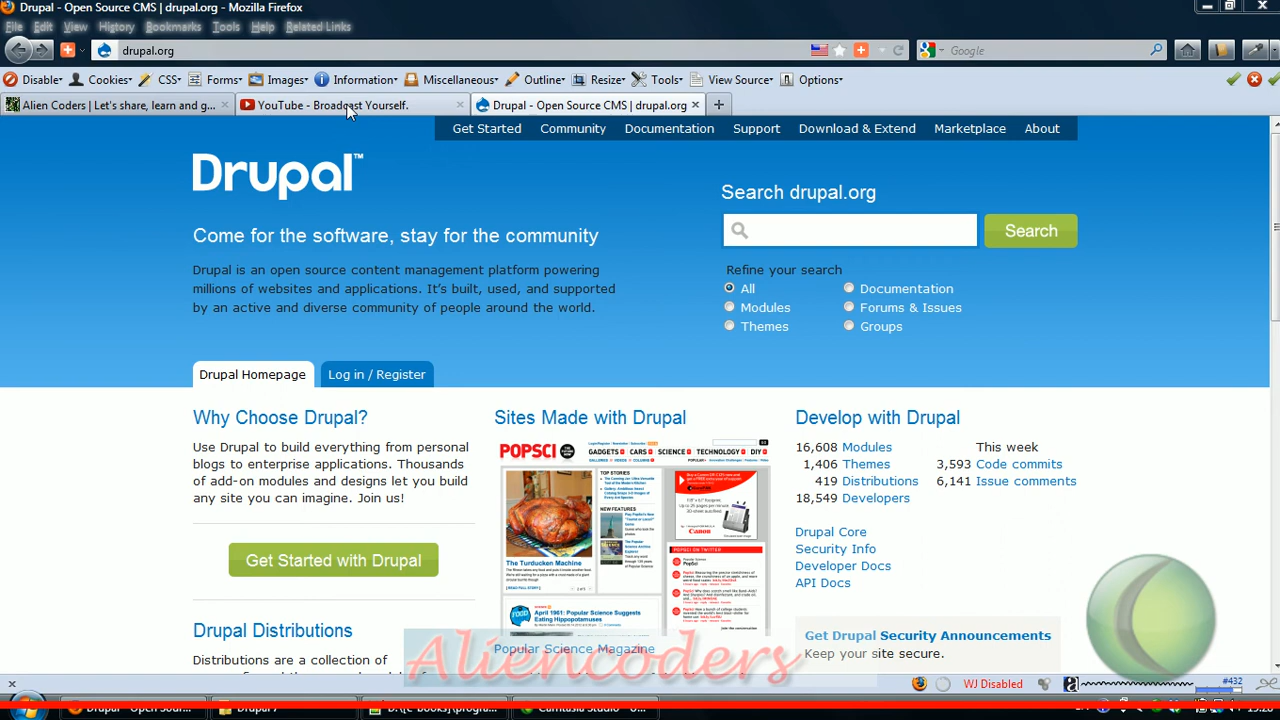 Drupal - Open Source CMS | drupal.org - Mozilla Firefox
File Edit View History Bookmarks Tools Help Related Links
drupal.org
Google
Disable Cookies CSS Forms Images Information Miscellaneous Outline Resize Tools View Source Options
Alien Coders | Let's share, learn and g...
YouTube - Broadcast Yourself.
Drupal - Open Source CMS | drupal.org
Get Started Community Documentation Support Download & Extend Marketplace About
Drupal™
Come for the software, stay for the community
Drupal is an open source content management platform powering
millions of websites and applications. It's built, used, and supported
by an active and diverse community of people around the world.
Search drupal.org
Search
Refine your search
All Documentation
Modules Forums & Issues
Themes Groups
Drupal Homepage Log in / Register
Why Choose Drupal?
Use Drupal to build everything from personal
blogs to enterprise applications. Thousands
of add-on modules and designs let you build
any site you can imagine. Join us!
Get Started with Drupal
Drupal Distributions
Distributions are a collection of
Sites Made with Drupal
POPSCI
GADGETS CARS SCIENCE TECHNOLOGY DIY
TOP STORIES
NEW FEATURES
The Turducken Machine
Canon
POPSCI ON TWITTER
April 1961: Popular Science Suggests
Eating Hippopotamuses
Popular Science Magazine
Develop with Drupal
16,608 Modules This week
1,406 Themes 3,593 Code commits
419 Distributions 6,141 Issue comments
18,549 Developers
Drupal Core
Security Info
Developer Docs
API Docs
Get Drupal Security Announcements
Keep your site secure.
Aliencoders
WJ Disabled
#432